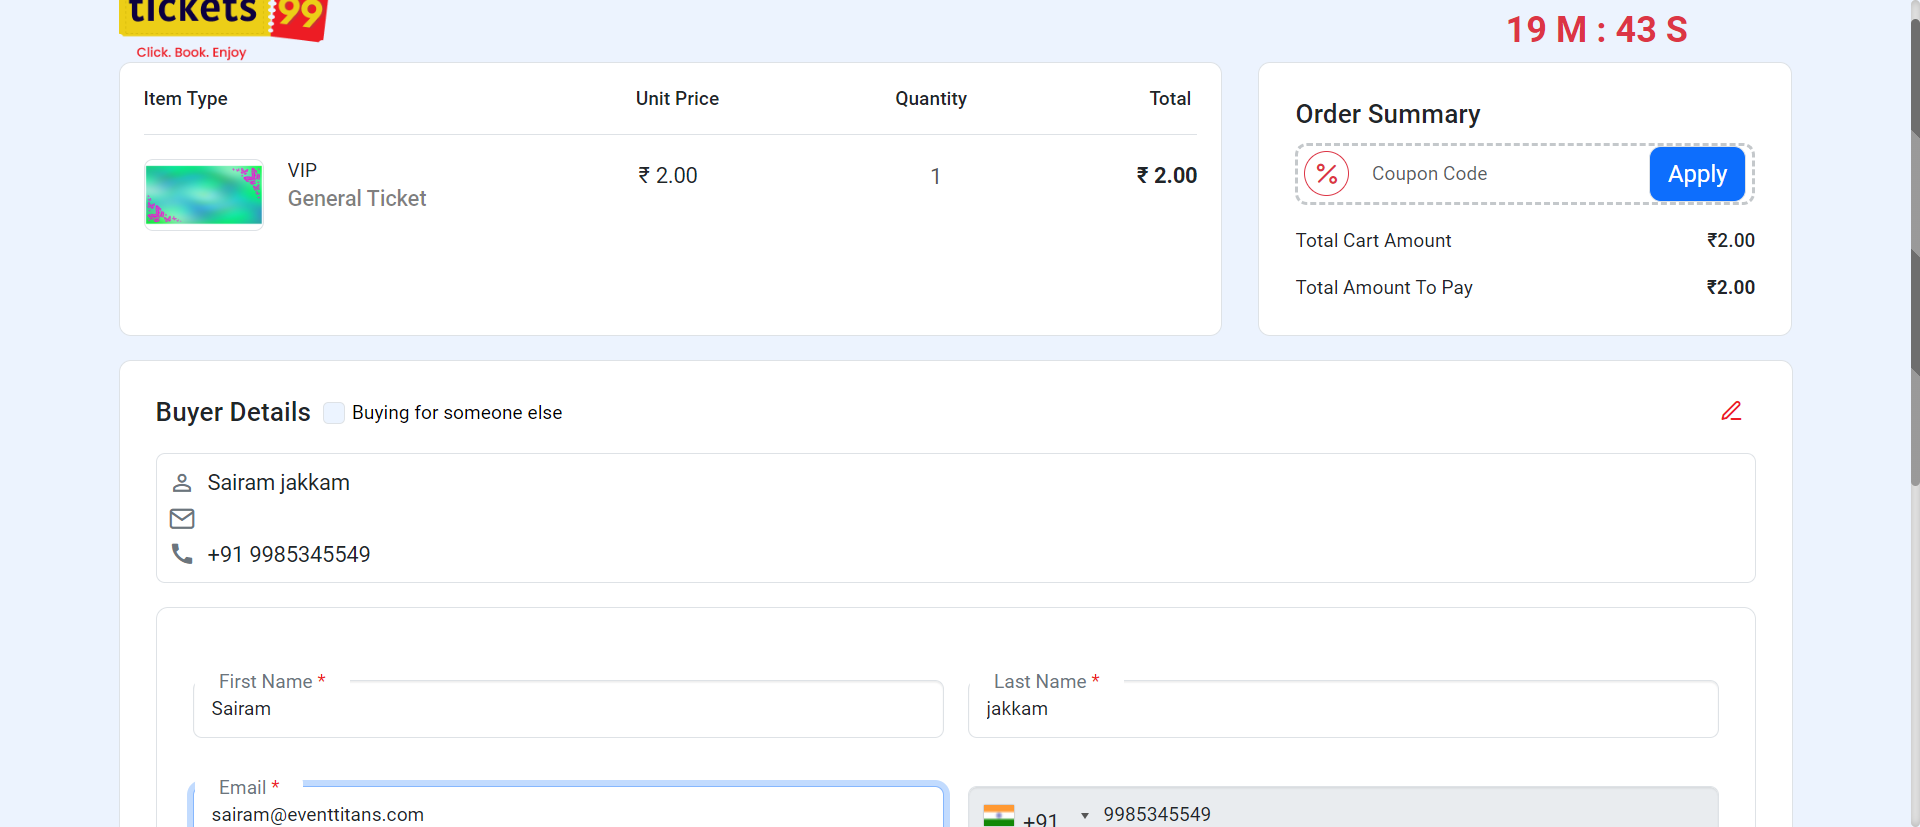 tickets 99
Click. Book. Enjoy
19 M : 43 S
Item Type Unit Price Quantity Total
VIP
General Ticket
₹ 2.00 1 ₹ 2.00
Order Summary
% Coupon Code Apply
Total Cart Amount ₹2.00
Total Amount To Pay ₹2.00
Buyer Details Buying for someone else
Sairam jakkam
+91 9985345549
First Name *
Sairam
Last Name *
jakkam
Email *
sairam@eventtitans.com
+91 9985345549